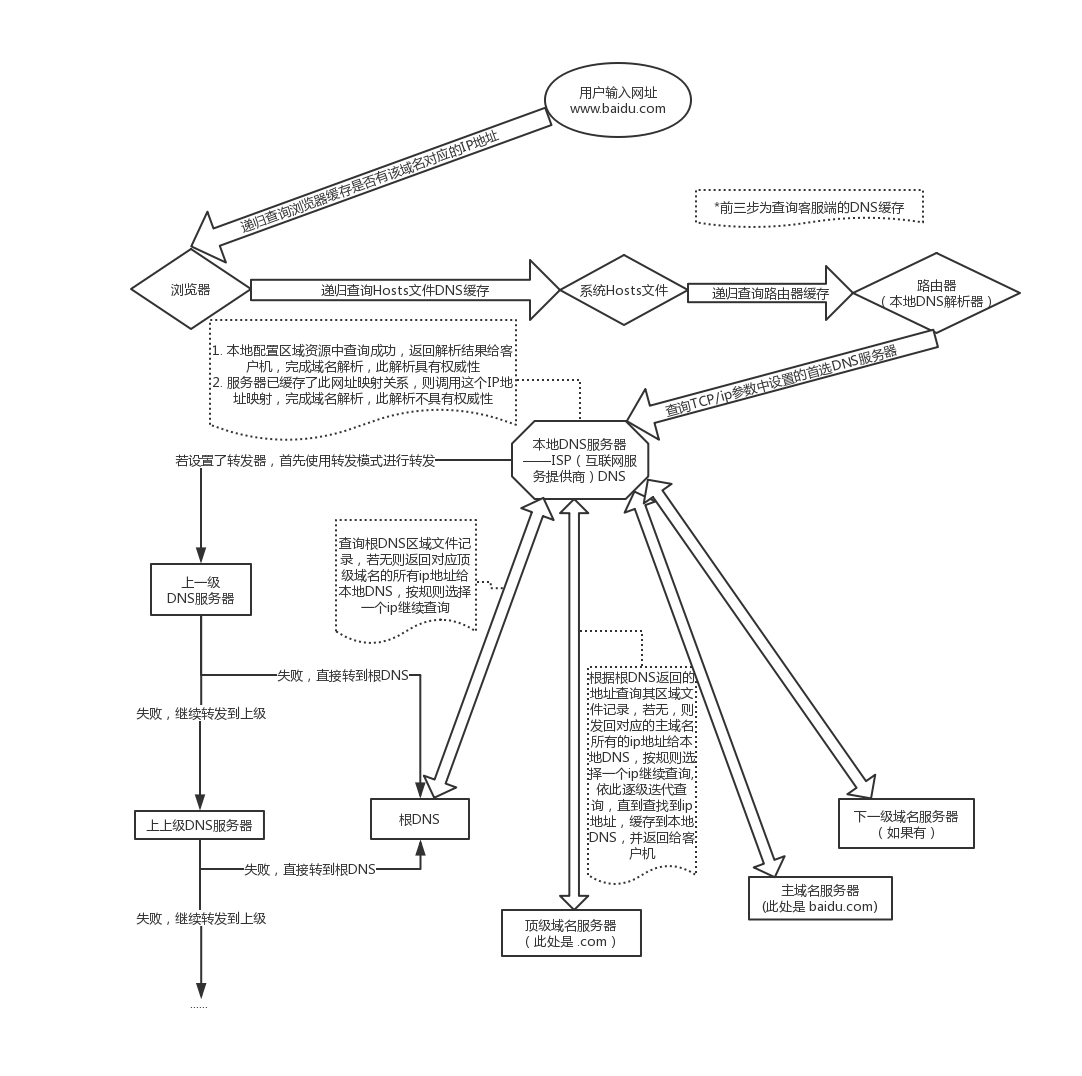 用户输入网址
www.baidu.com
递归查询浏览器缓存是否有该域名对应的IP地址
*前三步为查询客服端的DNS缓存
浏览器
递归查询Hosts文件DNS缓存
系统Hosts文件
递归查询路由器缓存
路由器
（本地DNS解析器）
1. 本地配置区域资源中查询成功，返回解析结果给客
户机，完成域名解析，此解析具有权威性
2. 服务器已缓存了此网址映射关系，则调用这个IP地
址映射，完成域名解析，此解析不具有权威性
查询TCP/ip参数中设置的首选DNS服务器
本地DNS服务器
——ISP（互联网服
务提供商）DNS
若设置了转发器，首先使用转发模式进行转发
查询根DNS区域文件记
录，若无则返回对应顶
级域名的所有ip地址给
本地DNS，按规则选择
一个ip继续查询
上一级
DNS服务器
失败，直接转到根DNS
失败，继续转发到上级
根据根DNS返回的
地址查询其区域文
件记录，若无，则
发回对应的主域名
所有的ip地址给本
地DNS，按规则选
择一个ip继续查询,
依此逐级迭代查
询，直到查找到ip
地址，缓存到本地
DNS，并返回给客
户机
上上级DNS服务器
根DNS
下一级域名服务器
（如果有）
失败，直接转到根DNS
主域名服务器
(此处是 baidu.com)
失败，继续转发到上级
顶级域名服务器
（此处是 .com）
......